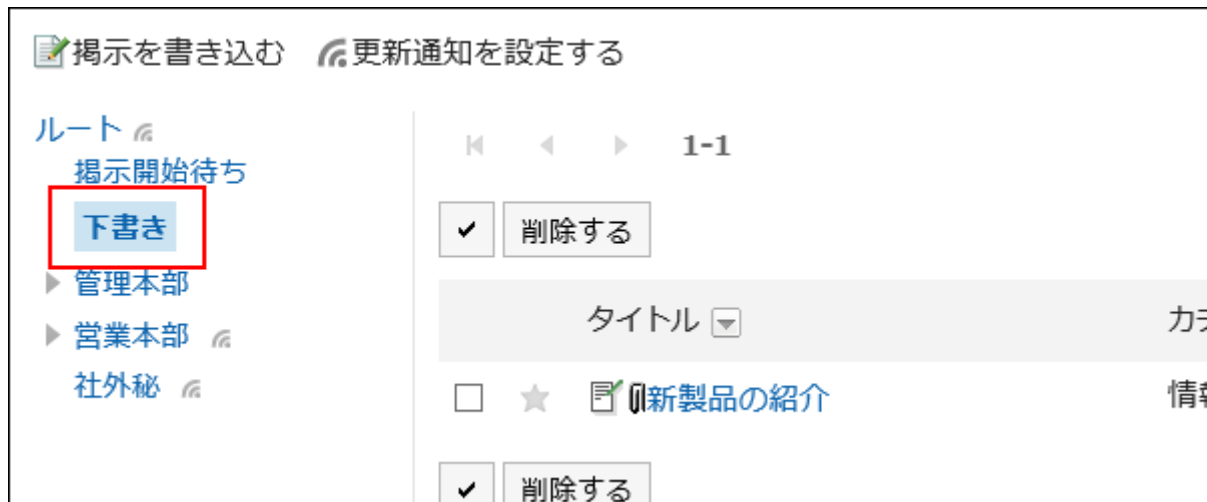 掲示を書き込む 更新通知を設定する
ルート
掲示開始待ち
下書き
管理本部
営業本部
社外秘
1-1
削除する
タイトル
新製品の紹介
情報
削除する